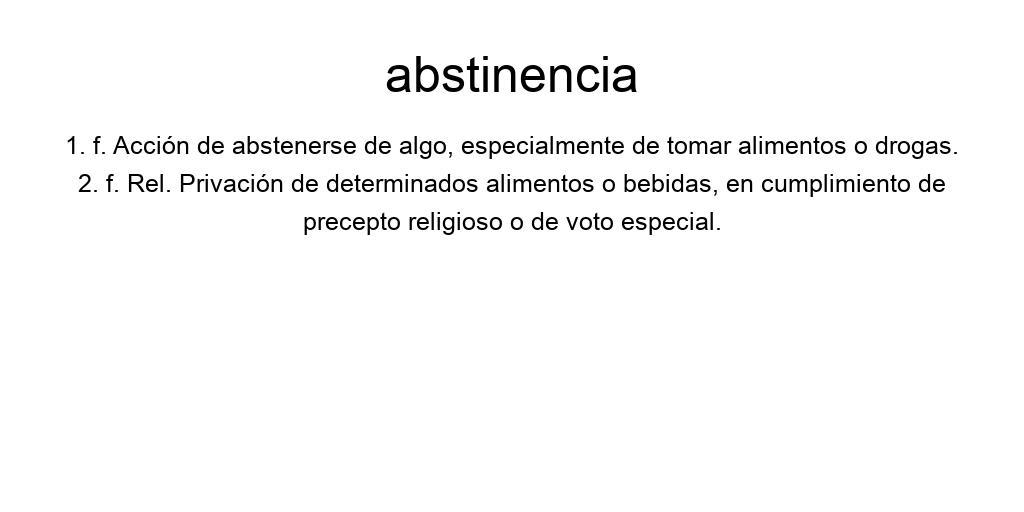 abstinencia
1. f. Acción de abstenerse de algo, especialmente de tomar alimentos o drogas.
2. f. Rel. Privación de determinados alimentos o bebidas, en cumplimiento de
precepto religioso o de voto especial.